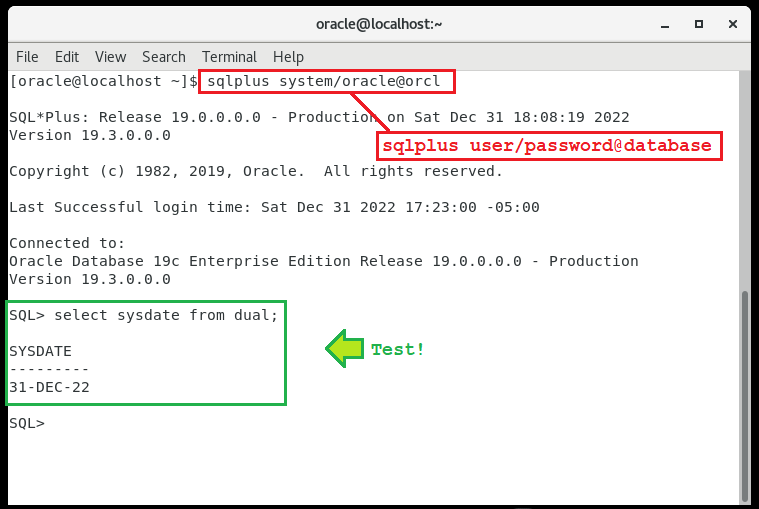 oracle@localhost:~
File Edit View Search Terminal Help
[oracle@localhost ~]$ sqlplus system/oracle@orcl
SQL*Plus: Release 19.0.0.0.0 - Production on Sat Dec 31 18:08:19 2022
Version 19.3.0.0.0
sqlplus user/password@database
Copyright (c) 1982, 2019, Oracle.  All rights reserved.
Last Successful login time: Sat Dec 31 2022 17:23:00 -05:00
Connected to:
Oracle Database 19c Enterprise Edition Release 19.0.0.0.0 - Production
Version 19.3.0.0.0
SQL> select sysdate from dual;
SYSDATE
---------
Test!
31-DEC-22
SQL>